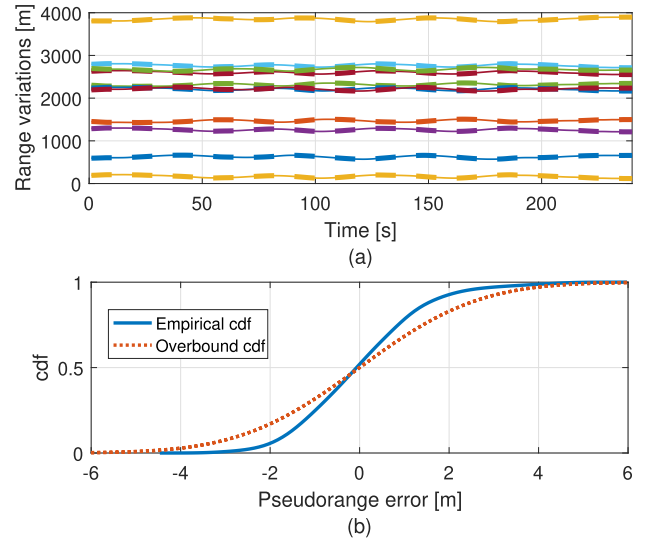 Range variations [m]
4000
3000
2000
1000
0
0
50
100
150
200
Time [s]
(a)
cdf
1
0.5
0
Empirical cdf
Overbound cdf
-6
-4
-2
0
2
4
6
Pseudorange error [m]
(b)